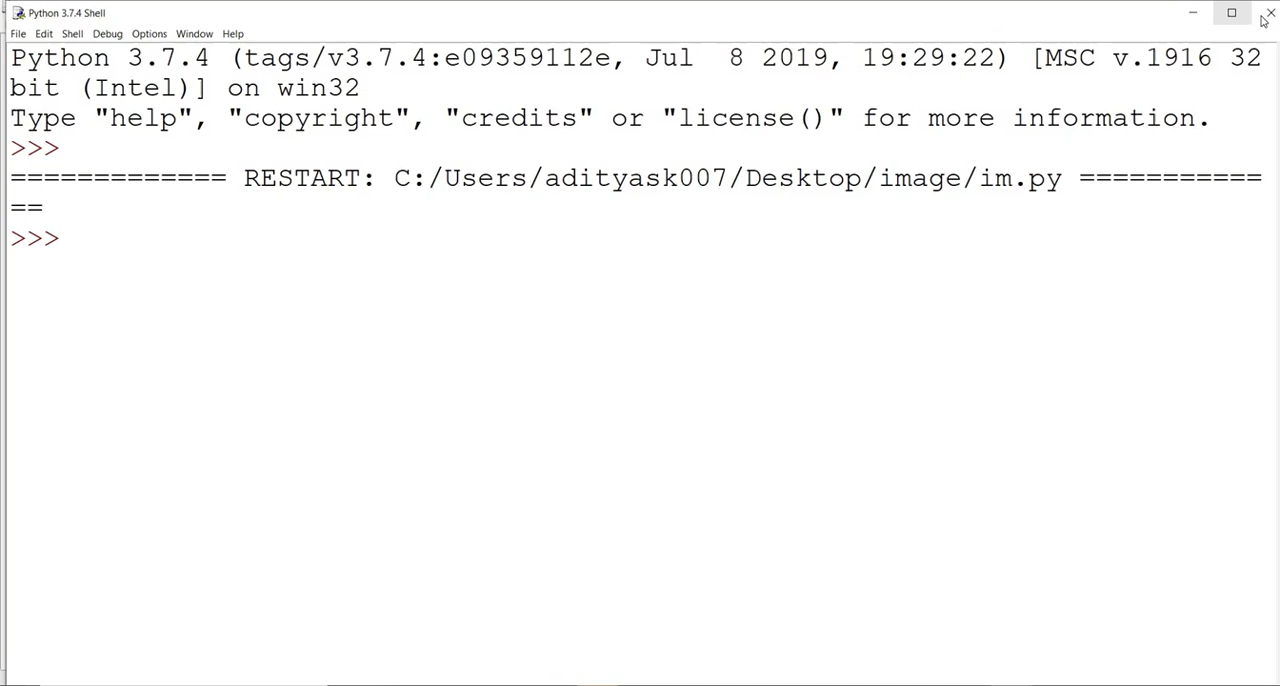 Python 3.7.4 Shell
File Edit Shell Debug Options Window Help
Python 3.7.4 (tags/v3.7.4:e09359112e, Jul  8 2019, 19:29:22) [MSC v.1916 32
bit (Intel)] on win32
Type "help", "copyright", "credits" or "license()" for more information.
>>>
============= RESTART: C:/Users/adityask007/Desktop/image/im.py ===========
==
>>>